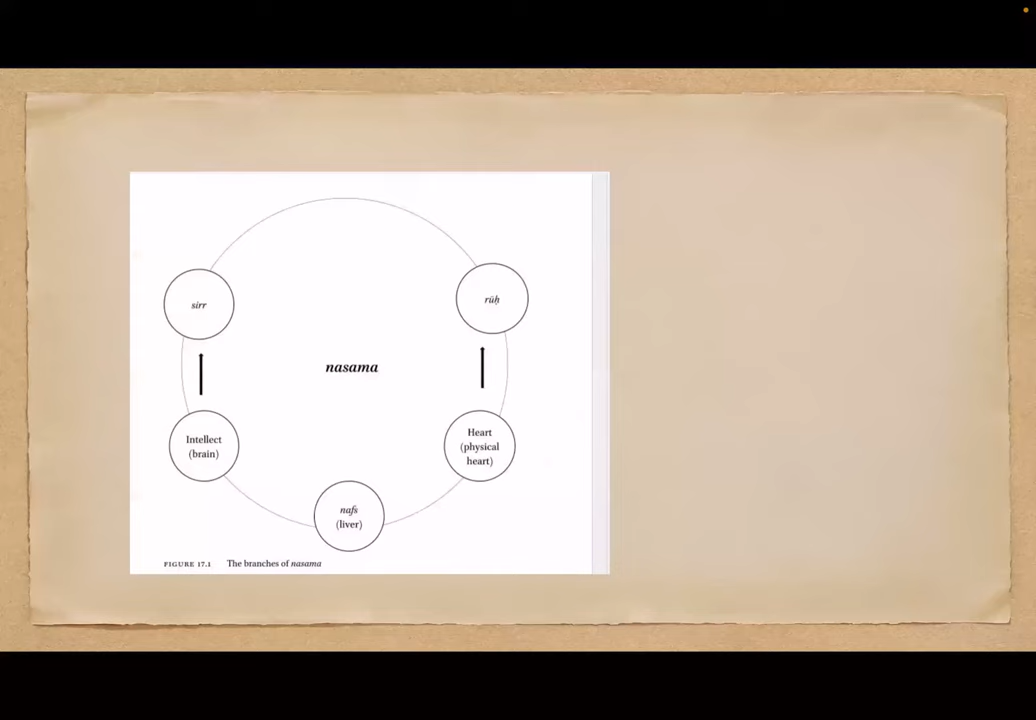 sirr
rūḥ
nasama
Intellect
(brain)
Heart
(physical
heart)
nafs
(liver)
FIGURE 17.1 The branches of nasama